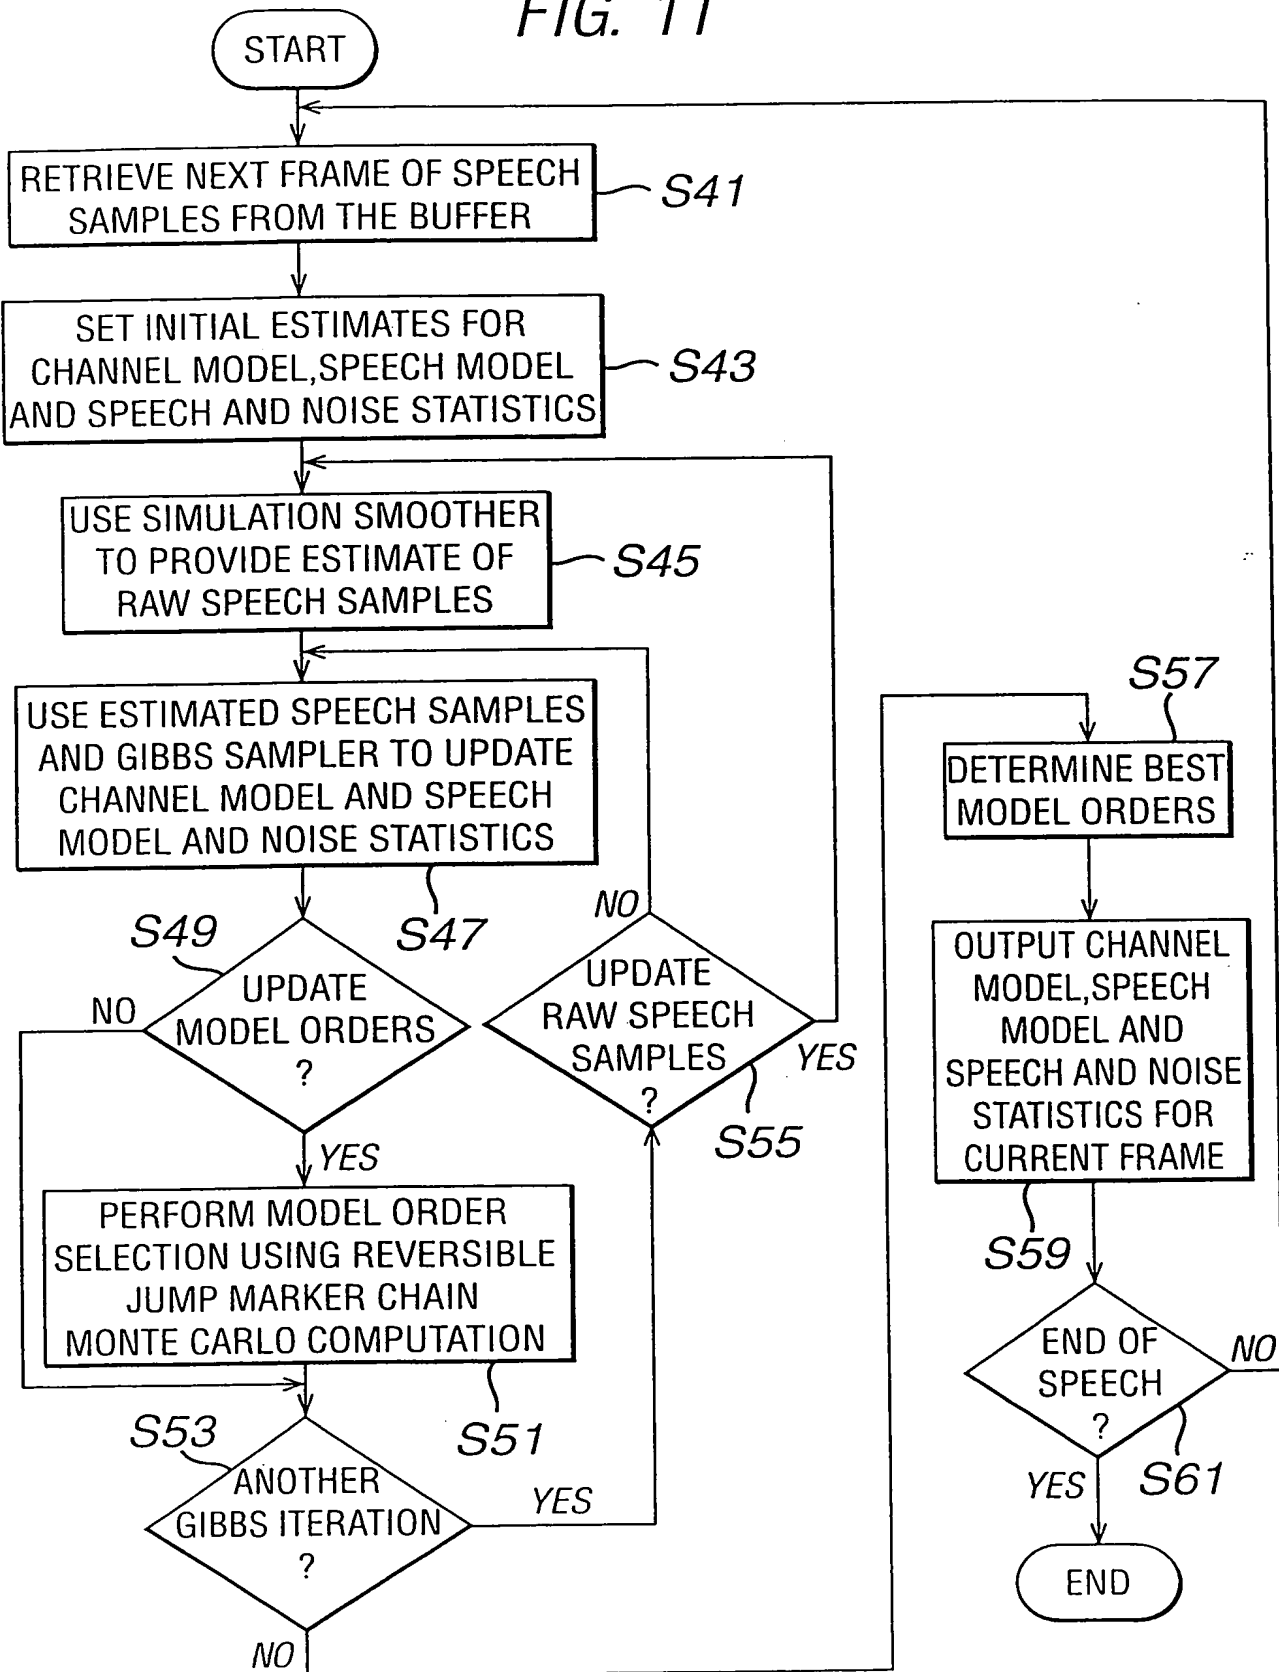 FIG. 11
START
RETRIEVE NEXT FRAME OF SPEECH
SAMPLES FROM THE BUFFER
S41
SET INITIAL ESTIMATES FOR
CHANNEL MODEL,SPEECH MODEL
AND SPEECH AND NOISE STATISTICS
S43
USE SIMULATION SMOOTHER
TO PROVIDE ESTIMATE OF
RAW SPEECH SAMPLES
S45
USE ESTIMATED SPEECH SAMPLES
AND GIBBS SAMPLER TO UPDATE
CHANNEL MODEL AND SPEECH
MODEL AND NOISE STATISTICS
S47
S49
UPDATE
MODEL ORDERS
?
NO
YES
PERFORM MODEL ORDER
SELECTION USING REVERSIBLE
JUMP MARKER CHAIN
MONTE CARLO COMPUTATION
S51
S53
ANOTHER
GIBBS ITERATION
?
YES
NO
UPDATE
RAW SPEECH
SAMPLES
?
NO
YES
S55
S57
DETERMINE BEST
MODEL ORDERS
OUTPUT CHANNEL
MODEL,SPEECH
MODEL AND
SPEECH AND NOISE
STATISTICS FOR
CURRENT FRAME
S59
END OF
SPEECH
?
NO
YES
S61
END